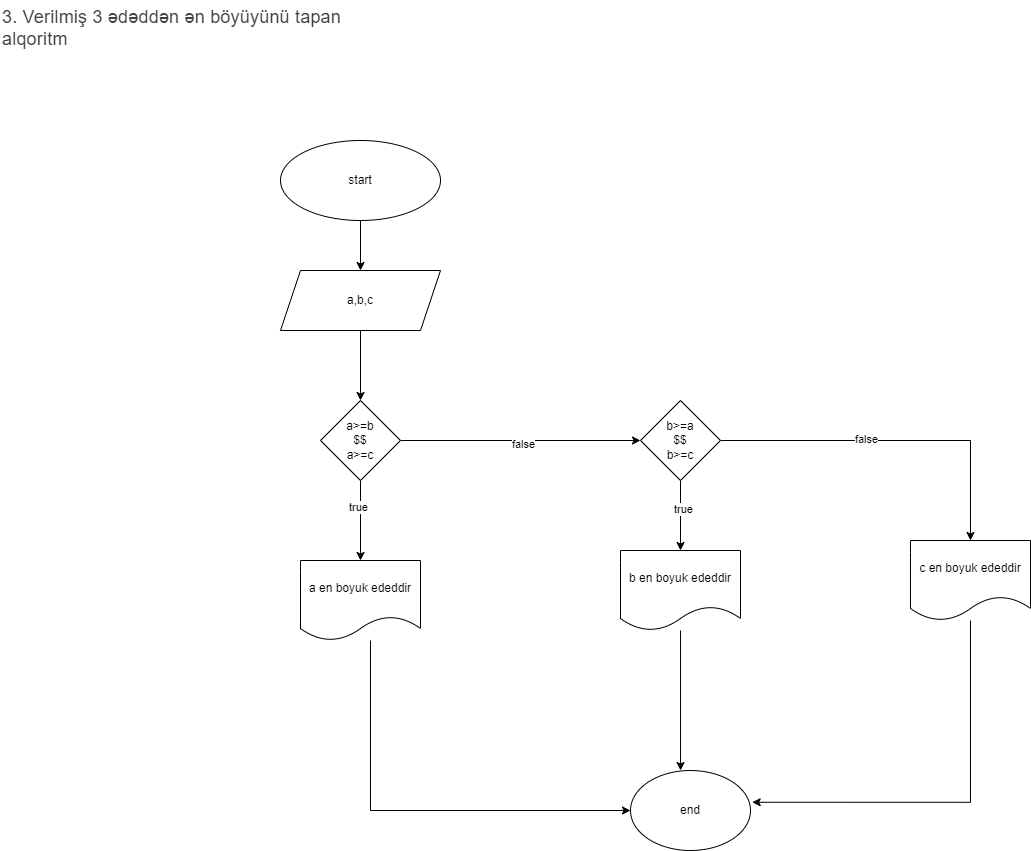 3. Verilmiş 3 ədəddən ən böyüyünü tapan
alqoritm
start
a,b,c
a>=b
$$
a>=c
false
b>=a
$$
b>=c
false
true
true
a en boyuk ededdir
b en boyuk ededdir
c en boyuk ededdir
end